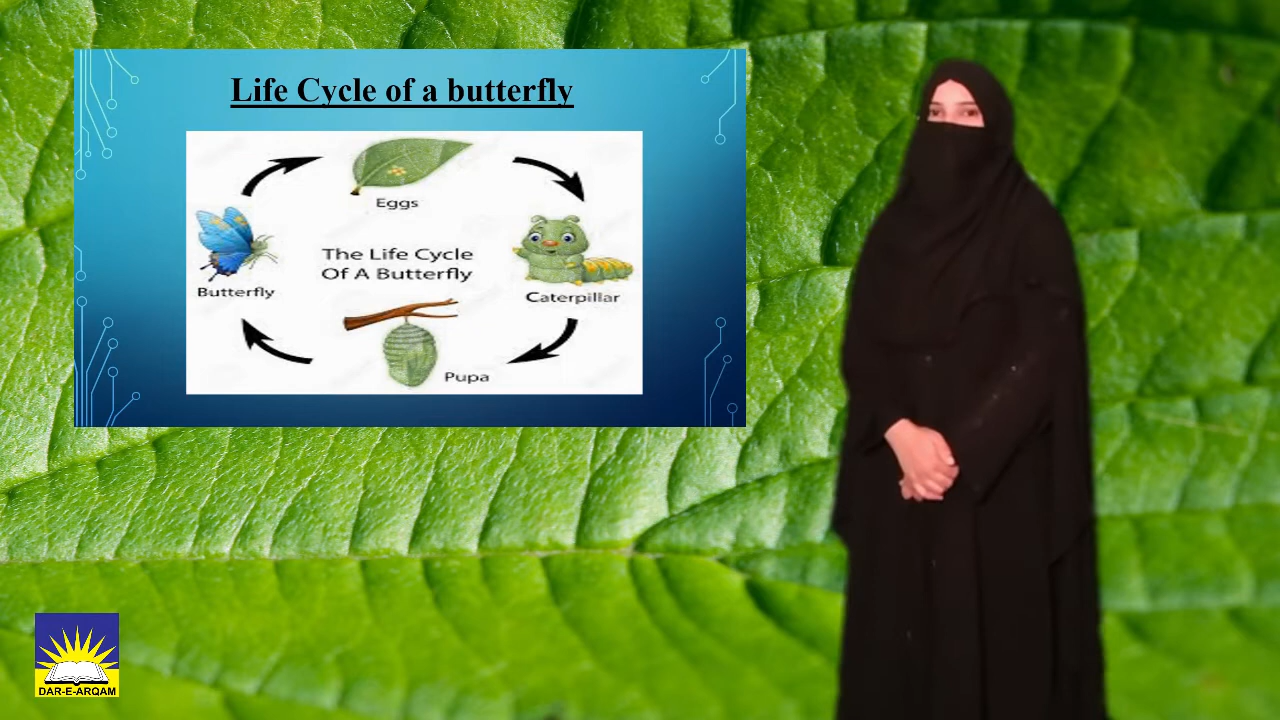 Life Cycle of a butterfly
Eggs
The Life Cycle
Of A Butterfly
Butterfly
Caterpillar
Pupa
DAR-E-ARQAM